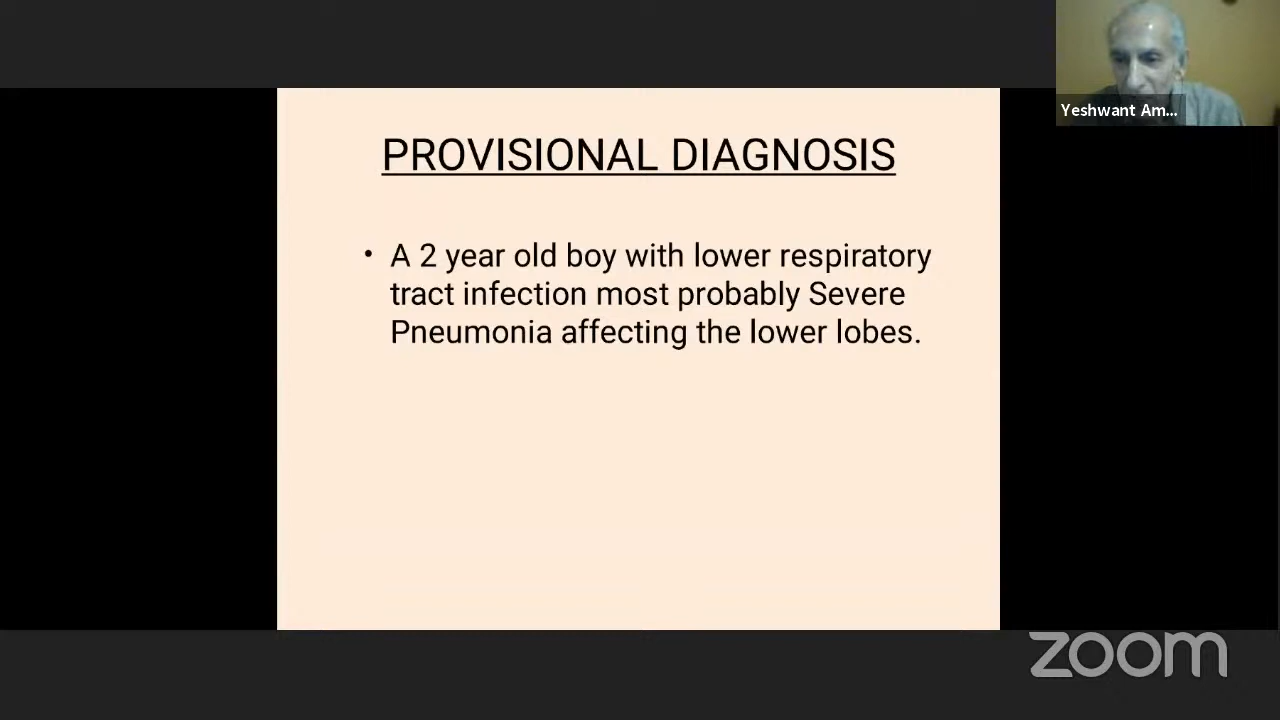 Yeshwant Am...
PROVISIONAL DIAGNOSIS
• A 2 year old boy with lower respiratory
tract infection most probably Severe
Pneumonia affecting the lower lobes.
zoom